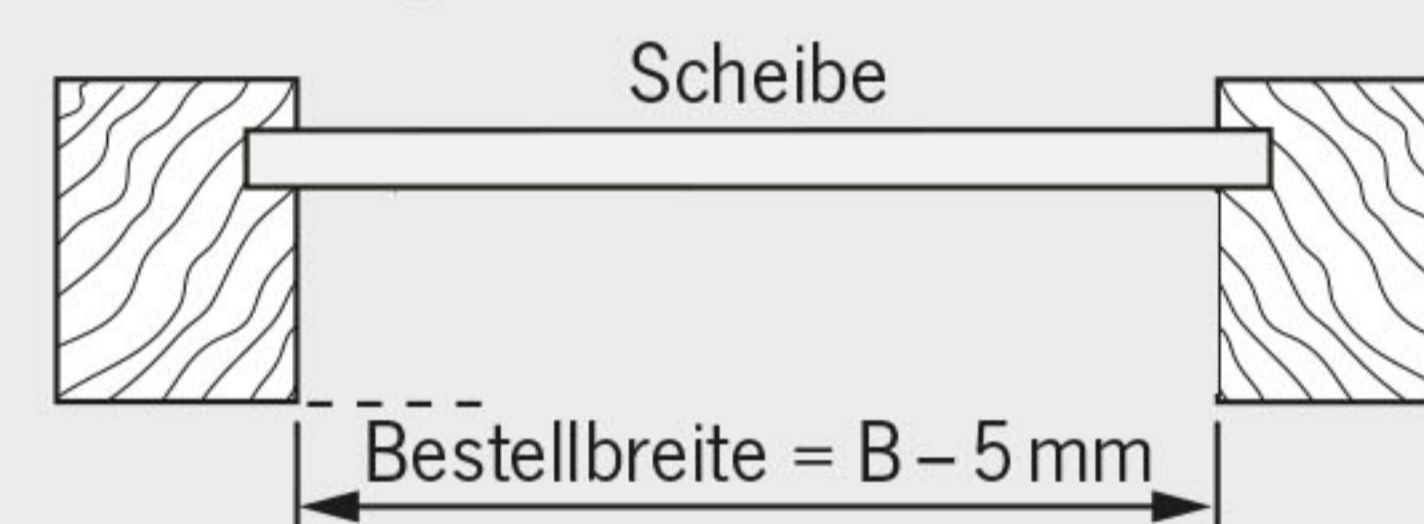 Scheibe
Bestellbreite = B – 5 mm